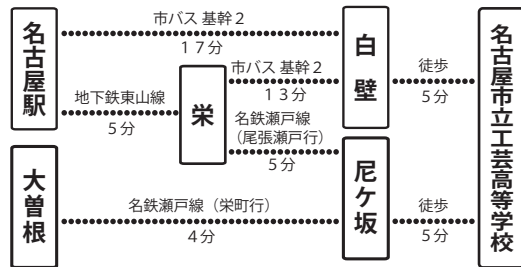 名古屋駅
市バス 基幹2
17分
白壁
徒歩
5分
名古屋市立工芸高等学校
地下鉄東山線
5分
栄
市バス 基幹2
13分
名鉄瀬戸線
（尾張瀬戸行）
5分
大曽根
名鉄瀬戸線（栄町行）
4分
尼ケ坂
徒歩
5分